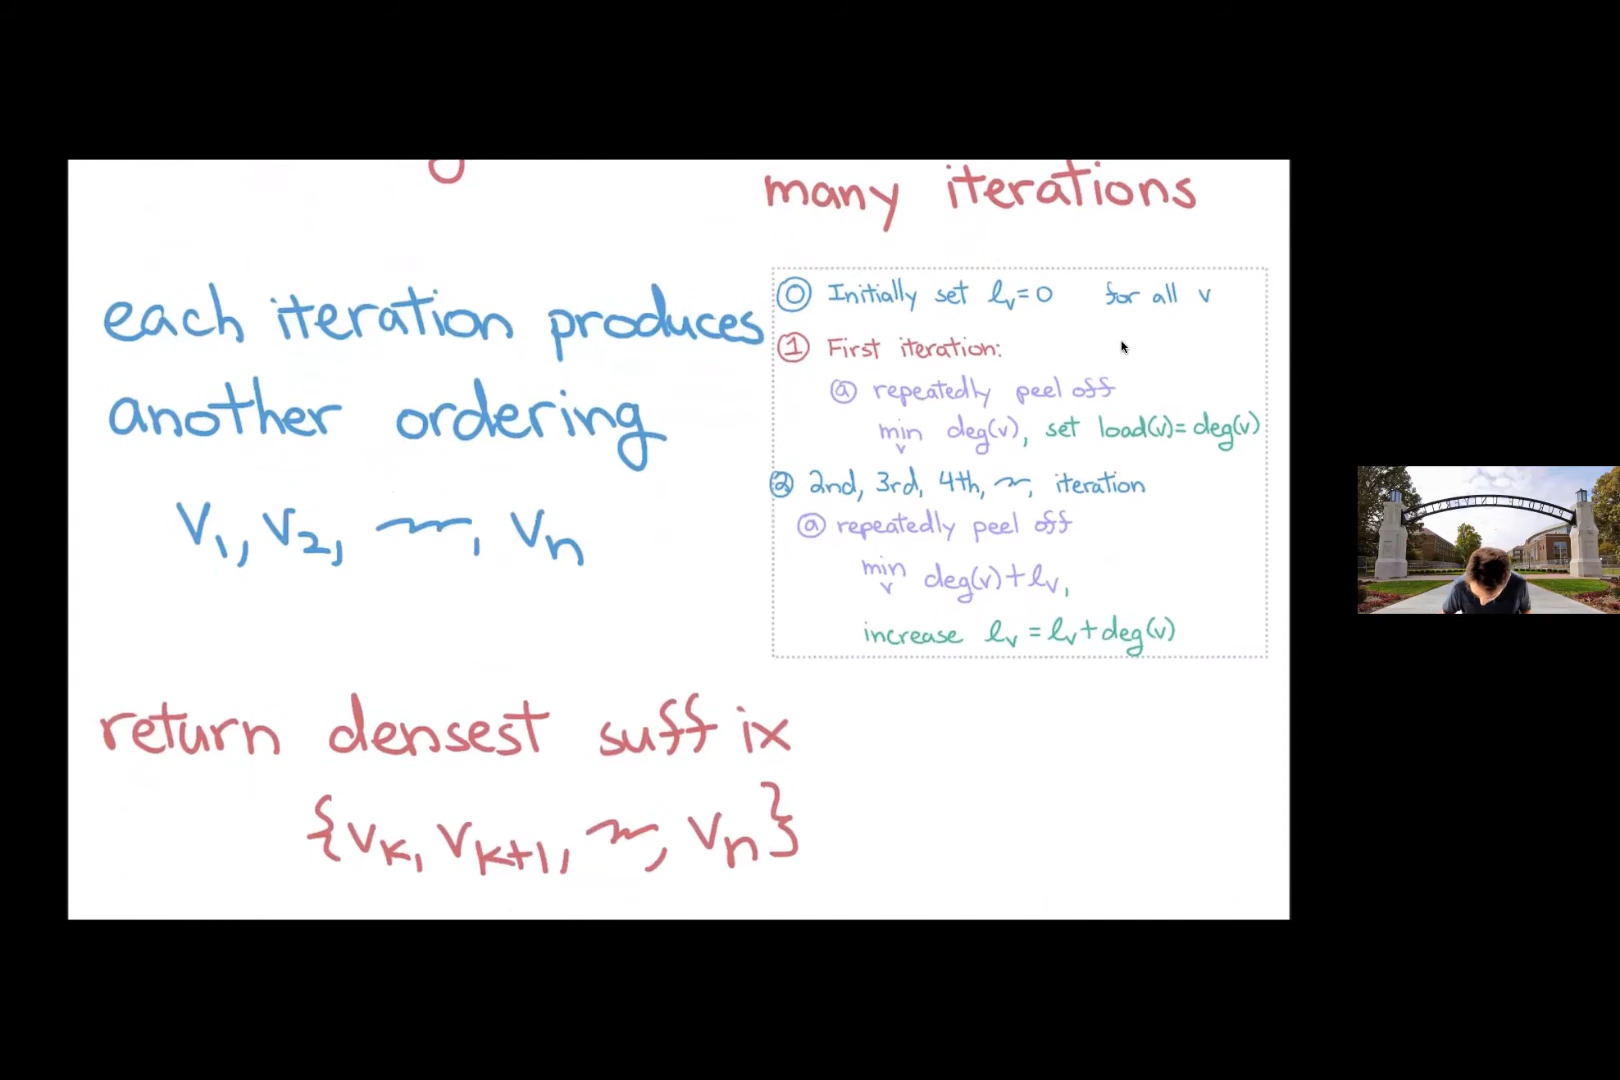 many iterations
each iteration produces
another ordering
v₁, v₂, ~, vₙ
return densest suffix
{vₖ, vₖ₊₁, ~, vₙ}
⓪ Initially set ℓᵥ=0 for all v
① First iteration:
ⓐ repeatedly peel off
min deg(v), set load(v)=deg(v)
v
② 2nd, 3rd, 4th, ~, iteration
ⓐ repeatedly peel off
min deg(v)+ℓᵥ,
v
increase ℓᵥ=ℓᵥ+deg(v)